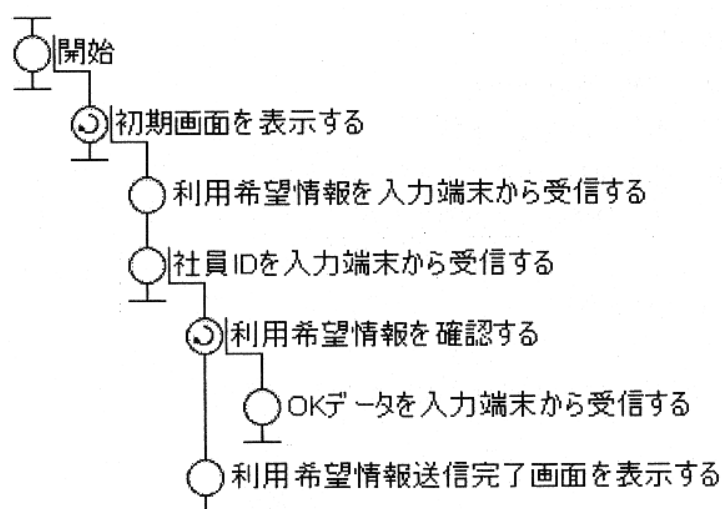 開始
初期画面を表示する
利用希望情報を入力端末から受信する
社員IDを入力端末から受信する
利用希望情報を確認する
OKデータを入力端末から受信する
利用希望情報送信完了画面を表示する